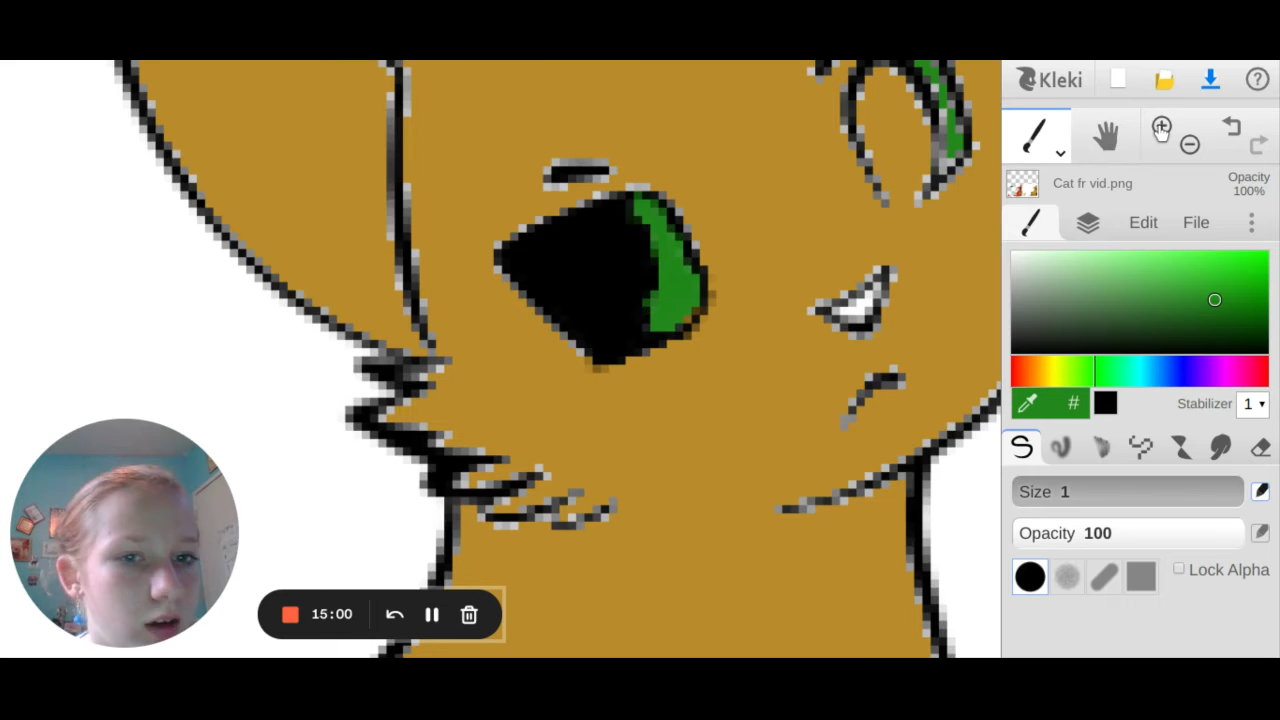 Kleki
?
Cat fr vid.png
Opacity
100%
Edit File
#
Stabilizer 1
Size 1
Opacity 100
Lock Alpha
15:00